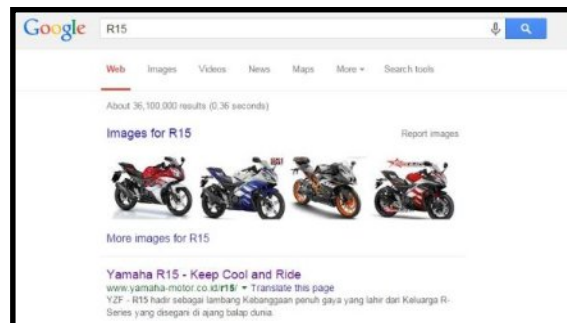 Google R15
Web Images Videos News Maps More Search tools
About 36,100,000 results (0.36 seconds)
Images for R15 Report images
More images for R15
Yamaha R15 - Keep Cool and Ride
www.yamaha-motor.co.id/r15/ Translate this page
YZF - R15 hadir sebagai lambang Kebanggaan penuh gaya yang lahir dari Keluarga R-
Series yang disegani di ajang balap dunia.